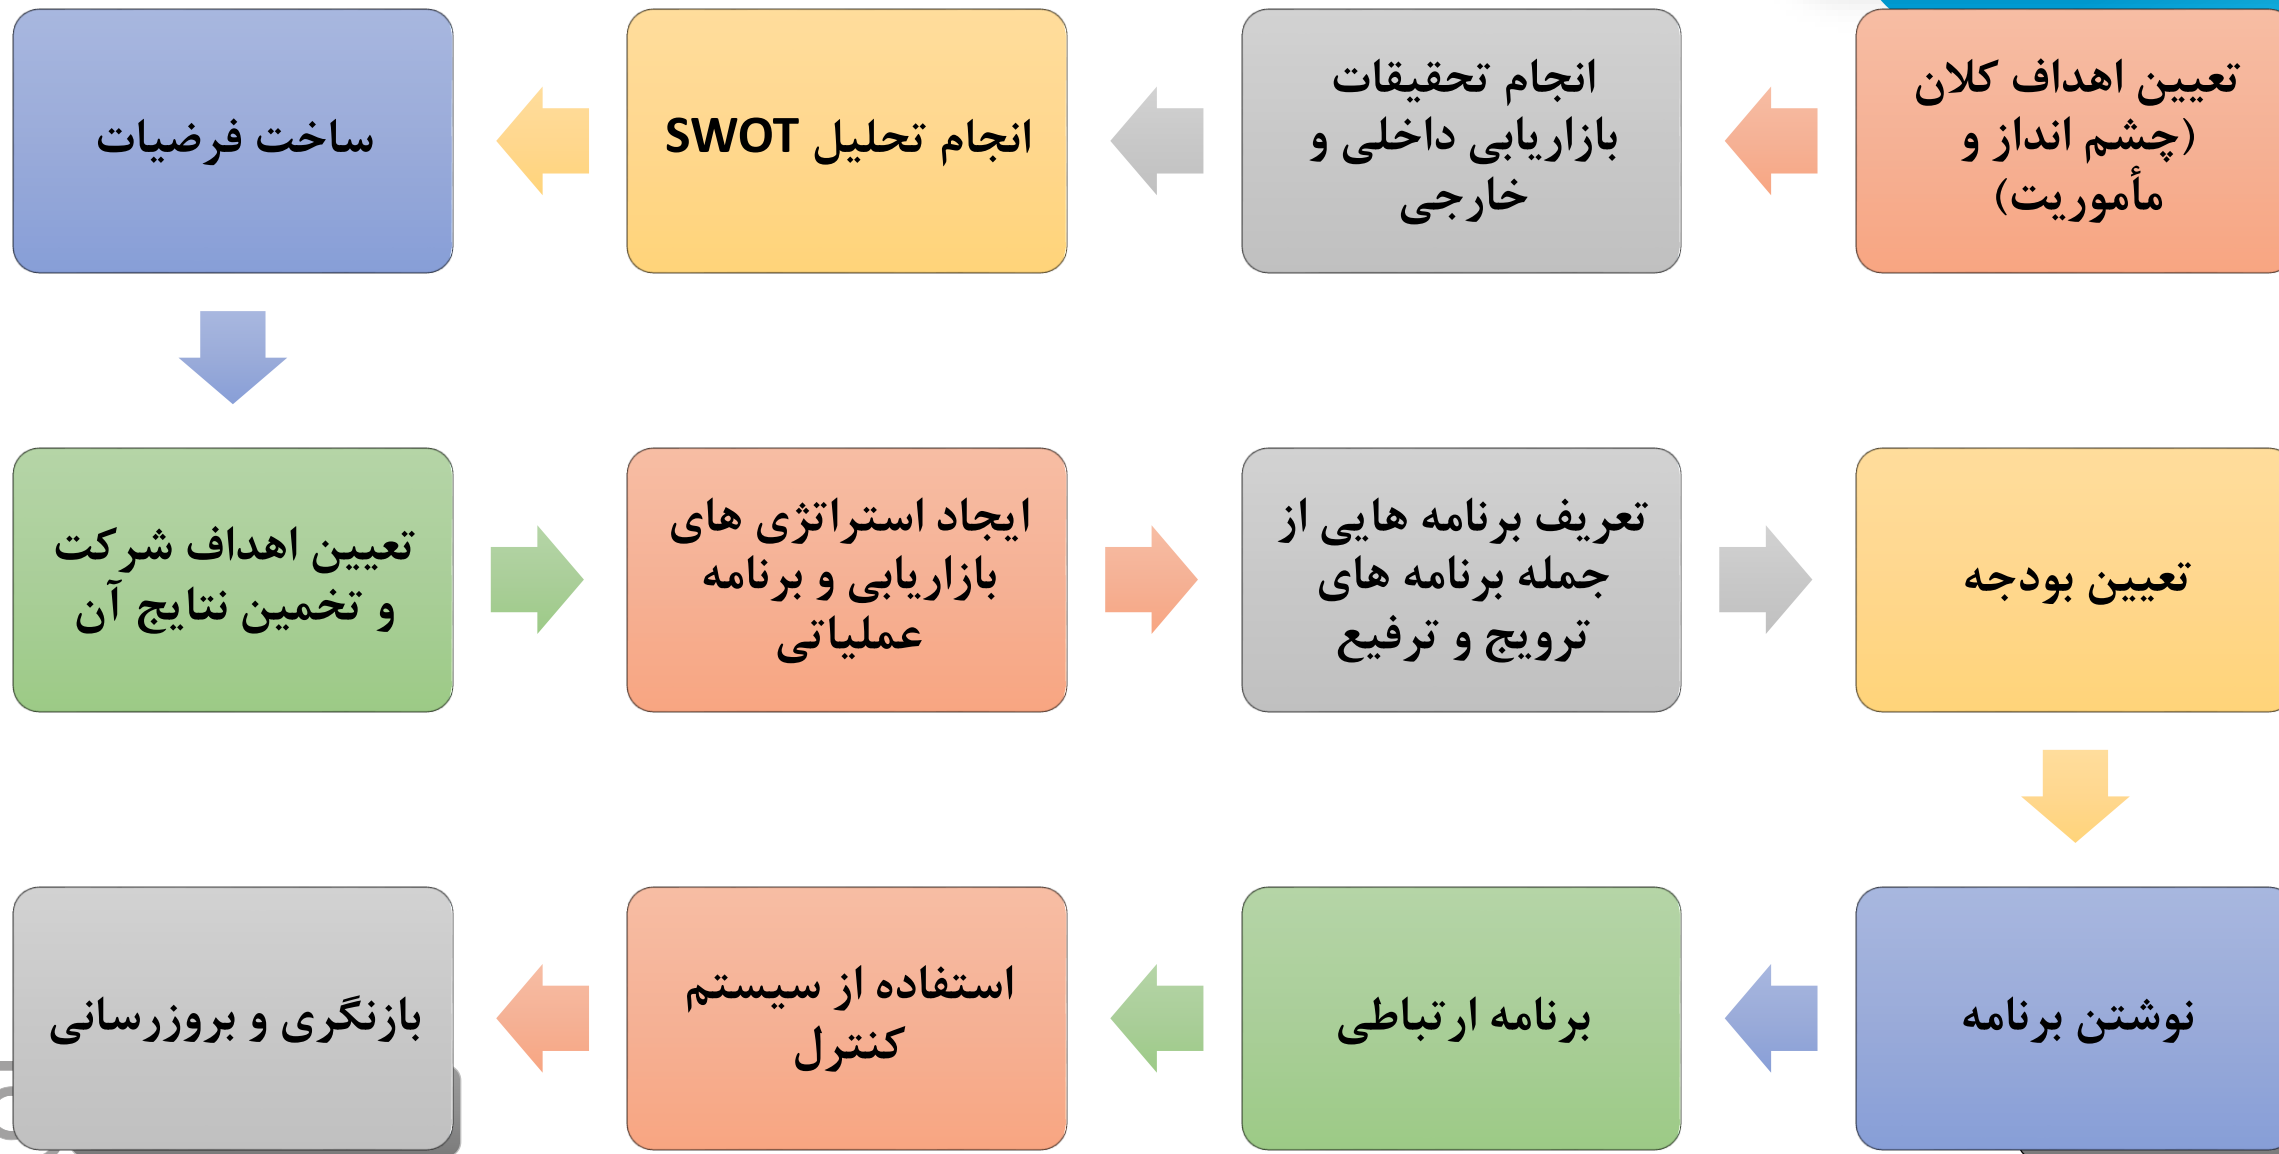 تعیین اهداف کلان
(چشم انداز و
مأموریت)
انجام تحقیقات
بازاریابی داخلی و
خارجی
انجام تحلیل SWOT
ساخت فرضیات
تعیین اهداف شرکت
و تخمین نتایج آن
ایجاد استراتژی های
بازاریابی و برنامه
عملیاتی
تعریف برنامه هایی از
جمله برنامه های
ترویج و ترفیع
تعیین بودجه
نوشتن برنامه
برنامه ارتباطی
استفاده از سیستم
کنترل
بازنگری و بروزرسانی